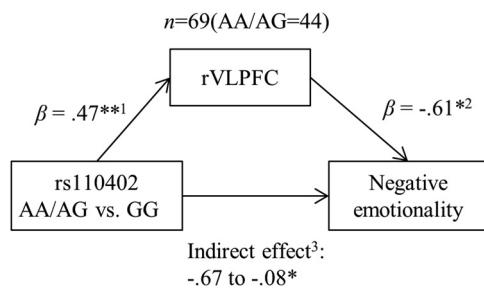 n=69(AA/AG=44)
rVLPFC
β = .47**¹
β = -.61*²
rs110402
AA/AG vs. GG
Negative
emotionality
Indirect effect³:
-.67 to -.08*